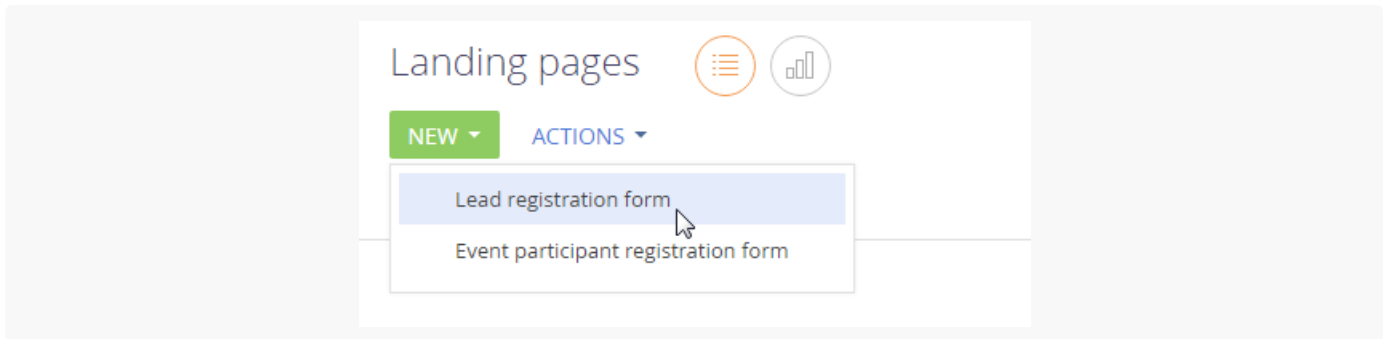 Landing pages
NEW ACTIONS
Lead registration form
Event participant registration form